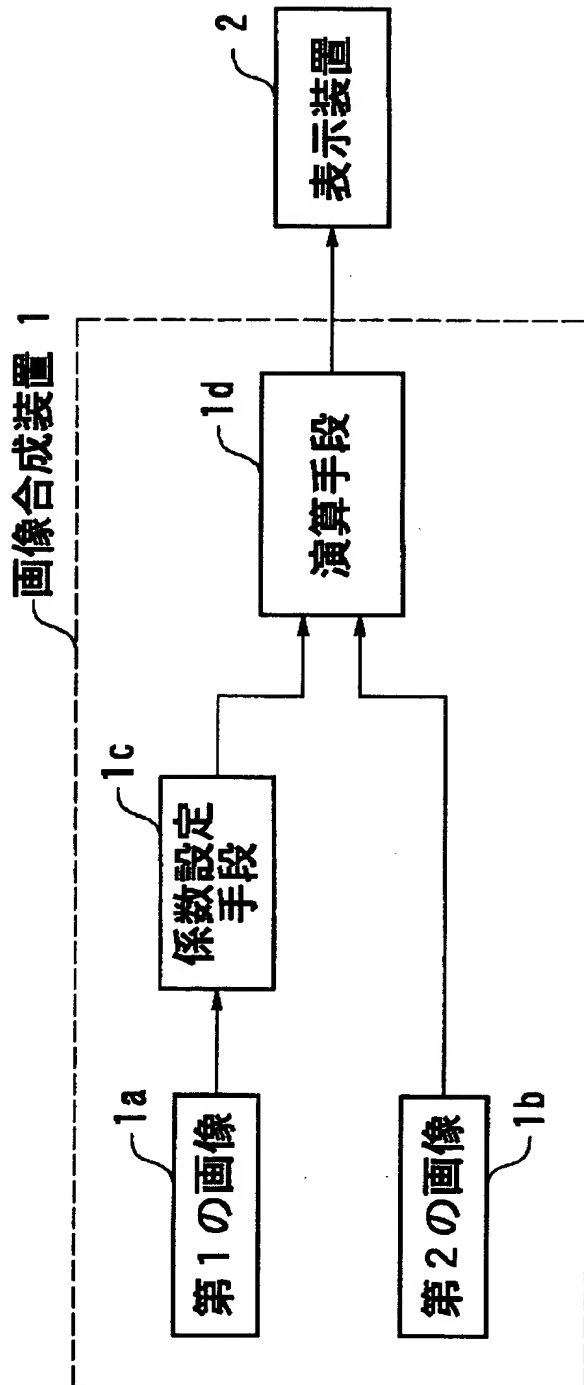 画像合成装置 1
1a
第1の画像
1c
係数設定
手段
1d
演算手段
2
表示装置
第2の画像
1b